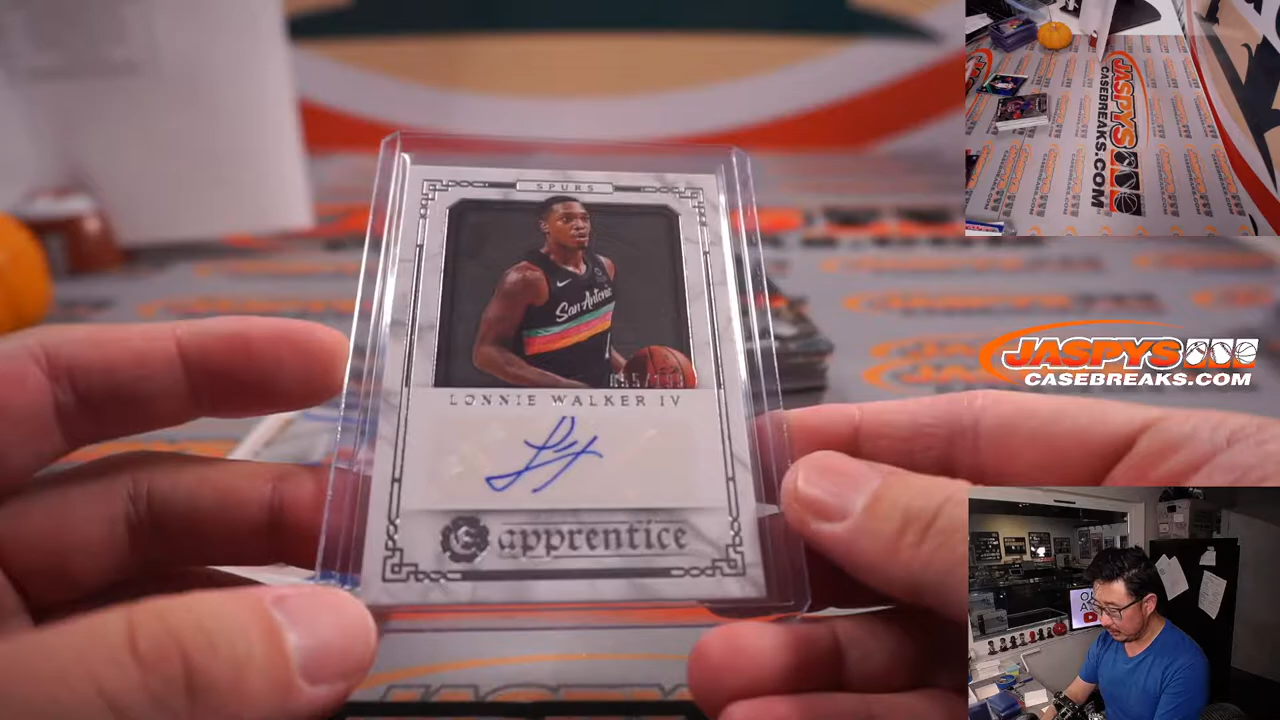 SPURS
San Antonio
LONNIE WALKER IV
apprentice
JASPYS
CASEBREAKS.COM
JASPYS
CASEBREAKS.COM